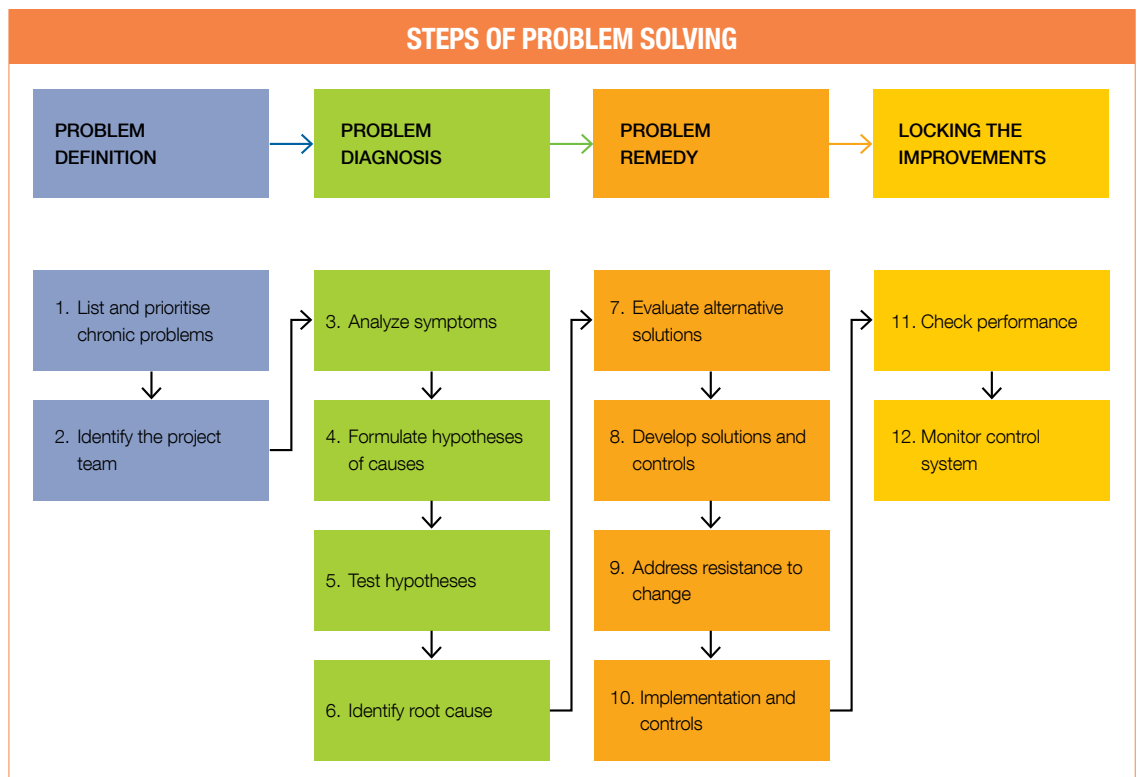 STEPS OF PROBLEM SOLVING
PROBLEM
DEFINITION
PROBLEM
DIAGNOSIS
PROBLEM
REMEDY
LOCKING THE
IMPROVEMENTS
1. List and prioritise
chronic problems
2. Identify the project
team
3. Analyze symptoms
4. Formulate hypotheses
of causes
5. Test hypotheses
6. Identify root cause
7. Evaluate alternative
solutions
8. Develop solutions and
controls
9. Address resistance to
change
10. Implementation and
controls
11. Check performance
12. Monitor control
system